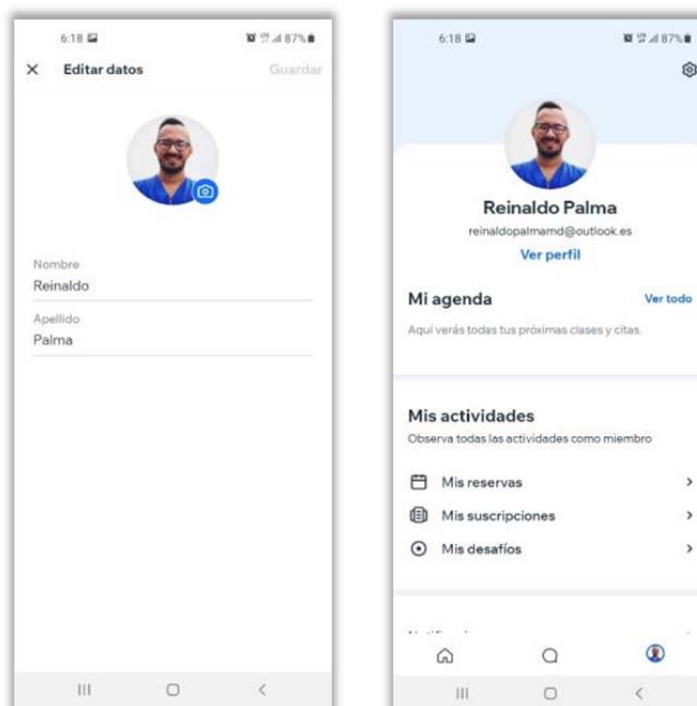 6:18
87%
Editar datos
Guardar
Nombre
Reinaldo
Apellido
Palma
6:18
87%
Reinaldo Palma
reinaldopalmamd@outlook.es
Ver perfil
Mi agenda
Ver todo
Aquí verás todas tus próximas clases y citas.
Mis actividades
Observa todas las actividades como miembro
Mis reservas
Mis suscripciones
Mis desafíos